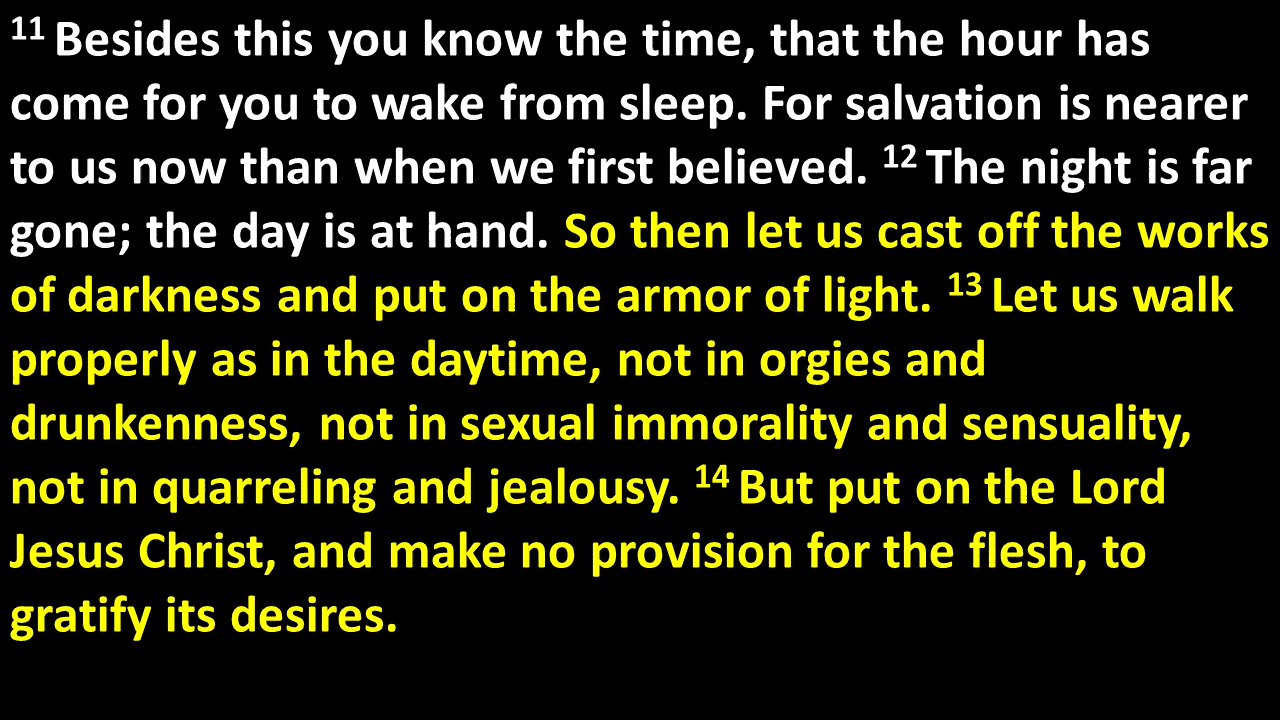 11 Besides this you know the time, that the hour has
come for you to wake from sleep. For salvation is nearer
to us now than when we first believed. 12 The night is far
gone; the day is at hand. So then let us cast off the works
of darkness and put on the armor of light. 13 Let us walk
properly as in the daytime, not in orgies and
drunkenness, not in sexual immorality and sensuality,
not in quarreling and jealousy. 14 But put on the Lord
Jesus Christ, and make no provision for the flesh, to
gratify its desires.